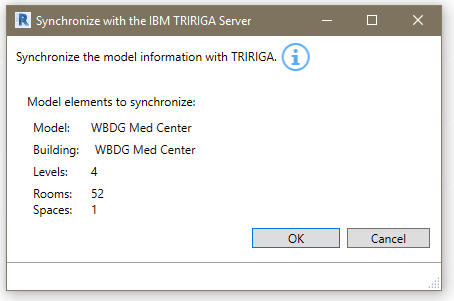 Synchronize with the IBM TRIRIGA Server
Synchronize the model information with TRIRIGA.
Model elements to synchronize:
Model: WBDG Med Center
Building: WBDG Med Center
Levels: 4
Rooms: 52
Spaces: 1
OK Cancel